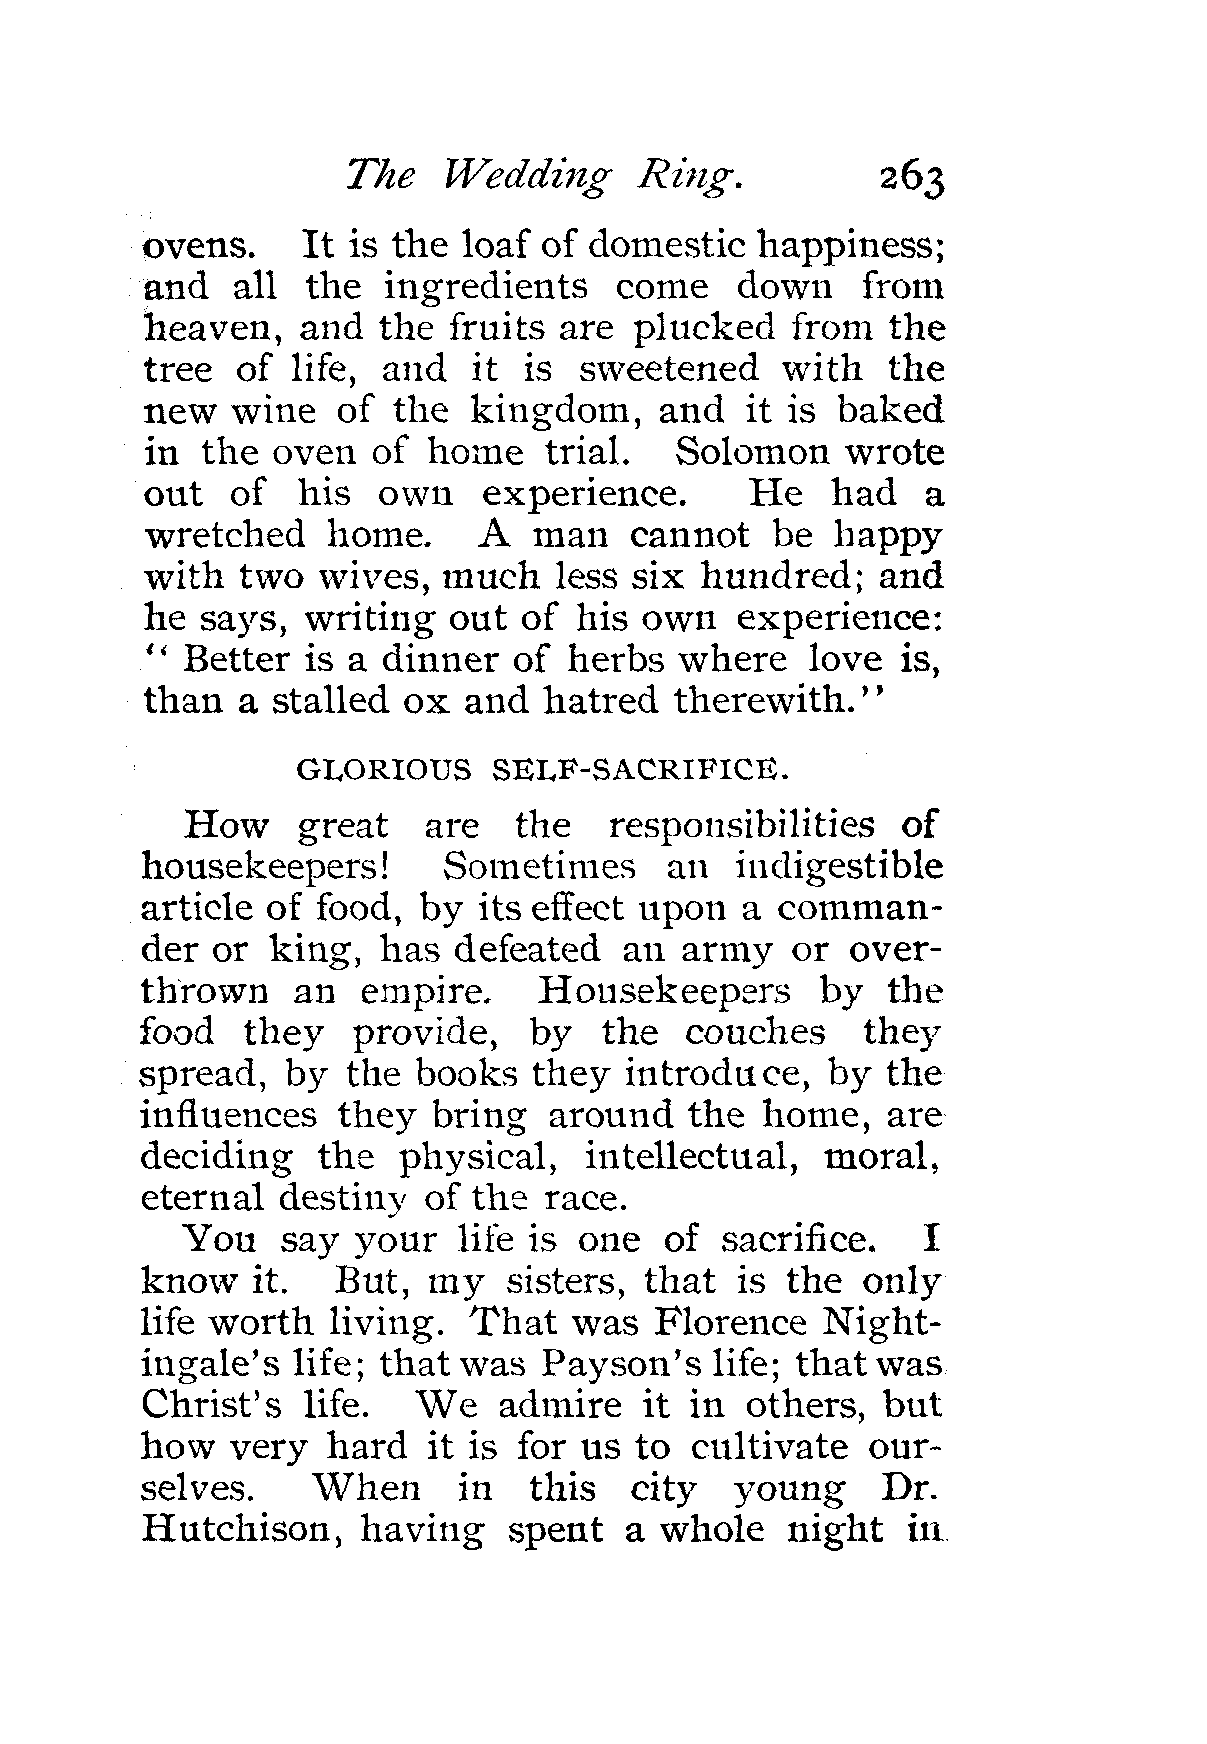 The Wedding Ring. 263
ovens. It is the loaf of domestic happiness;
and all the ingredients come down from
heaven, and the fruits are plucked from the
tree of life, and it is sweetened with the
new wine of the kingdom, and it is baked
in the oven of home trial. Solomon wrote
out of his own experience. He had a
wretched home. A man cannot be happy
with two wives, much less six hundred; and
he says, writing out of his own experience:
“ Better is a dinner of herbs where love is,
than a stalled ox and hatred therewith.”
GLORIOUS SELF-SACRIFICE.
How great are the responsibilities of
housekeepers! Sometimes an indigestible
article of food, by its effect upon a comman-
der or king, has defeated an army or over-
thrown an empire. Housekeepers by the
food they provide, by the couches they
spread, by the books they introduce, by the
influences they bring around the home, are
deciding the physical, intellectual, moral,
eternal destiny of the race.
You say your life is one of sacrifice. I
know it. But, my sisters, that is the only
life worth living. That was Florence Night-
ingale's life; that was Payson's life; that was
Christ's life. We admire it in others, but
how very hard it is for us to cultivate our-
selves. When in this city young Dr.
Hutchison, having spent a whole night in